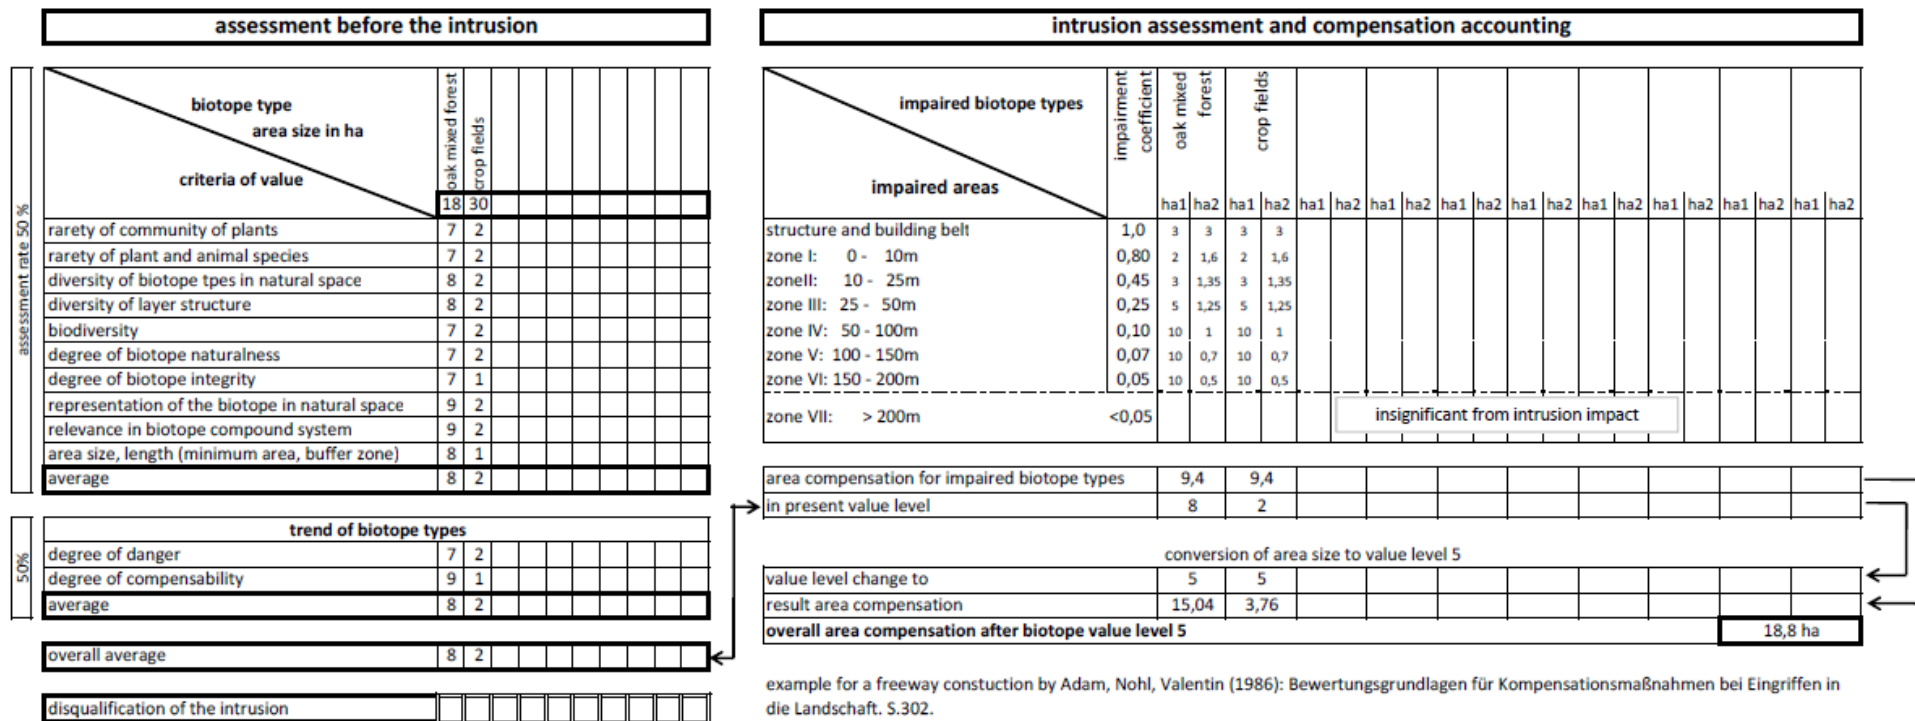 assessment before the intrusion
assessment rate 50 %
biotope type
area size in ha
criteria of value
oak mixed forest
crop fields
18 30
rarety of community of plants 7 2
rarety of plant and animal species 7 2
diversity of biotope tpes in natural space 8 2
diversity of layer structure 8 2
biodiversity 7 2
degree of biotope naturalness 7 2
degree of biotope integrity 7 1
representation of the biotope in natural space 9 2
relevance in biotope compound system 9 2
area size, length (minimum area, buffer zone) 8 1
average 8 2
50%
trend of biotope types
degree of danger 7 2
degree of compensability 9 1
average 8 2
overall average 8 2
disqualification of the intrusion
intrusion assessment and compensation accounting
impaired biotope types
impaired areas
impairment
coefficient
oak mixed
forest
crop fields
ha1 ha2 ha1 ha2 ha1 ha2 ha1 ha2 ha1 ha2 ha1 ha2 ha1 ha2 ha1 ha2 ha1 ha2 ha1 ha2
structure and building belt 1,0 3 3 3 3
zone I: 0 - 10m 0,80 2 1,6 2 1,6
zoneII: 10 - 25m 0,45 3 1,35 3 1,35
zone III: 25 - 50m 0,25 5 1,25 5 1,25
zone IV: 50 - 100m 0,10 10 1 10 1
zone V: 100 - 150m 0,07 10 0,7 10 0,7
zone VI: 150 - 200m 0,05 10 0,5 10 0,5
zone VII: > 200m <0,05 insignificant from intrusion impact
area compensation for impaired biotope types 9,4 9,4
in present value level 8 2
conversion of area size to value level 5
value level change to 5 5
result area compensation 15,04 3,76
overall area compensation after biotope value level 5 18,8 ha
example for a freeway constuction by Adam, Nohl, Valentin (1986): Bewertungsgrundlagen für Kompensationsmaßnahmen bei Eingriffen in
die Landschaft. S.302.